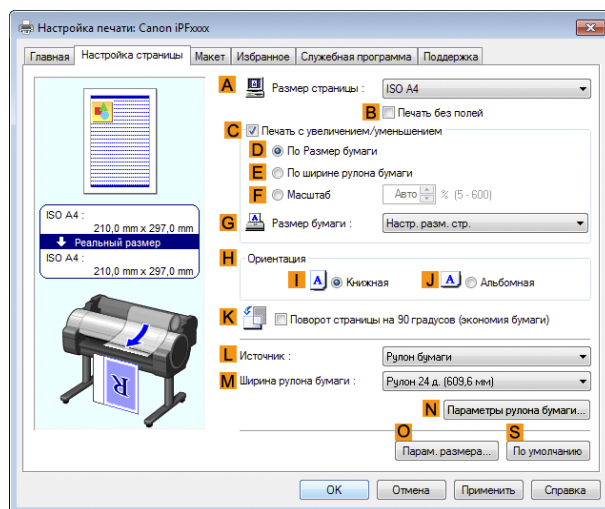 Настройка печати: Canon iPFxxxx
Главная Настройка страницы Макет Избранное Служебная программа Поддержка
A Размер страницы : ISO A4
B Печать без полей
C Печать с увеличением/уменьшением
D По Размер бумаги
E По ширине рулона бумаги
F Масштаб Авто % (5 - 600)
G Размер бумаги : Настр. разм. стр.
ISO A4 :
210,0 mm x 297,0 mm
Реальный размер
ISO A4 :
210,0 mm x 297,0 mm
H Ориентация
I A Книжная J A Альбомная
K Поворот страницы на 90 градусов (экономия бумаги)
L Источник : Рулон бумаги
M Ширина рулона бумаги : Рулон 24 д. (609,6 мм)
N Параметры рулона бумаги...
O S
Парам. размера... По умолчанию
OK Отмена Применить Справка